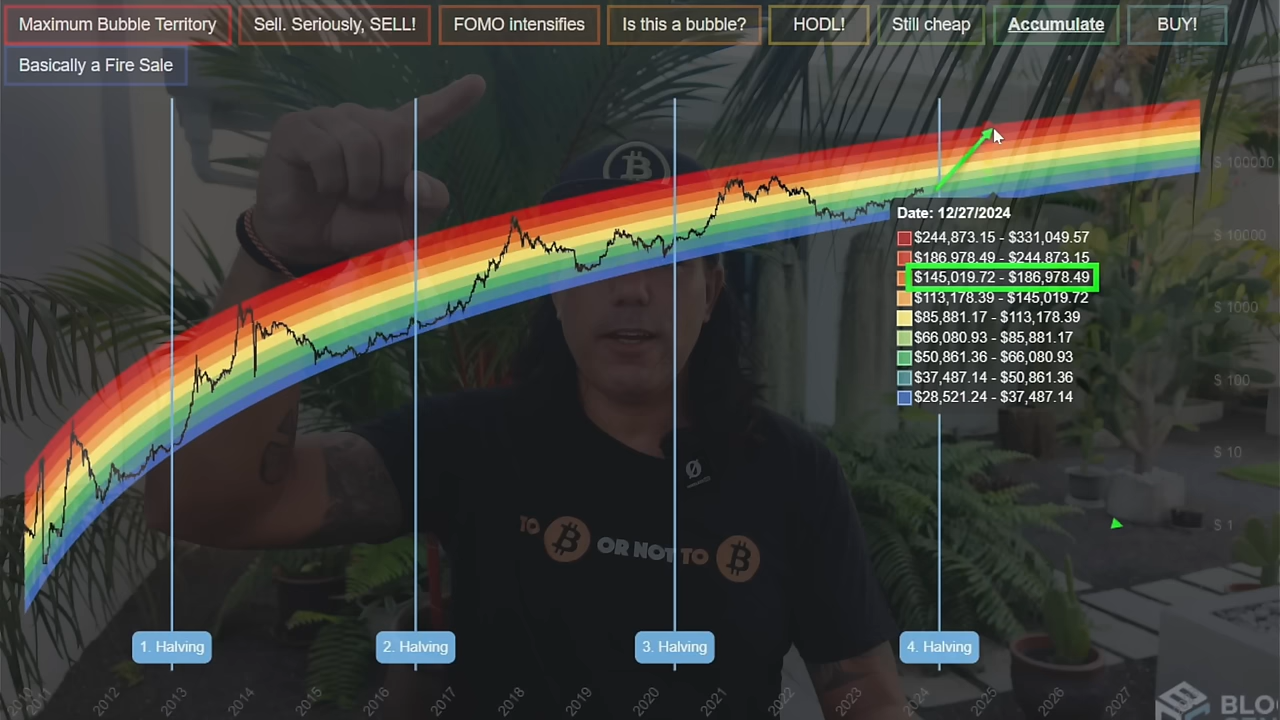 Maximum Bubble Territory
Sell. Seriously, SELL!
FOMO intensifies
Is this a bubble?
HODL!
Still cheap
Accumulate
BUY!
Basically a Fire Sale
$ 100000
Date: 12/27/2024
$244,873.15 - $331,049.57
$186,978.49 - $244,873.15
$145,019.72 - $186,978.49
$113,178.39 - $145,019.72
$85,881.17 - $113,178.39
$66,080.93 - $85,881.17
$50,861.36 - $66,080.93
$37,487.14 - $50,861.36
$28,521.24 - $37,487.14
$ 10000
$ 1000
$ 100
$ 10
$ 1
TO ₿ OR NOT TO ₿
1. Halving
2. Halving
3. Halving
4. Halving
2010
2011
2012
2013
2014
2015
2016
2017
2018
2019
2020
2021
2022
2023
2024
2025
2026
2027
BLO